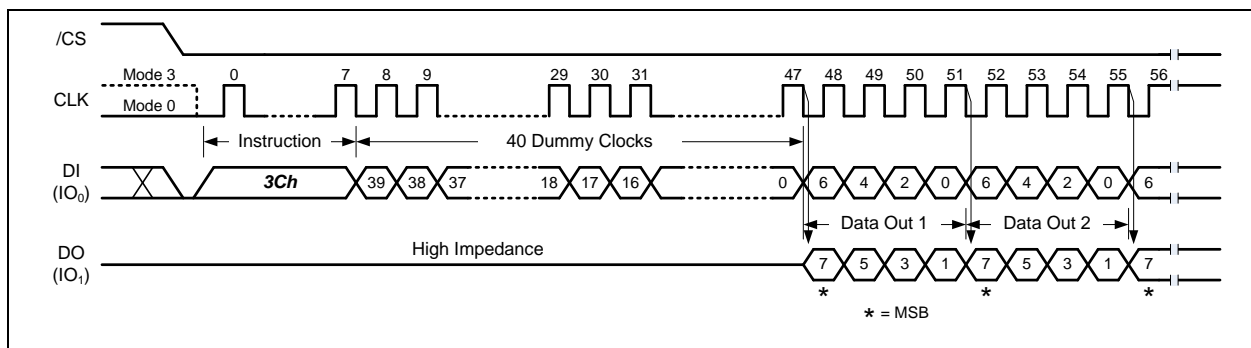 /CS
Mode 3
0 7 8 9 29 30 31 47 48 49 50 51 52 53 54 55 56
CLK
Mode 0
Instruction 40 Dummy Clocks
DI
(IO0)
3Ch 39 38 37 18 17 16 0 6 4 2 0 6 4 2 0 6
Data Out 1 Data Out 2
High Impedance
DO
(IO1)
7 5 3 1 7 5 3 1 7
* * *
* = MSB